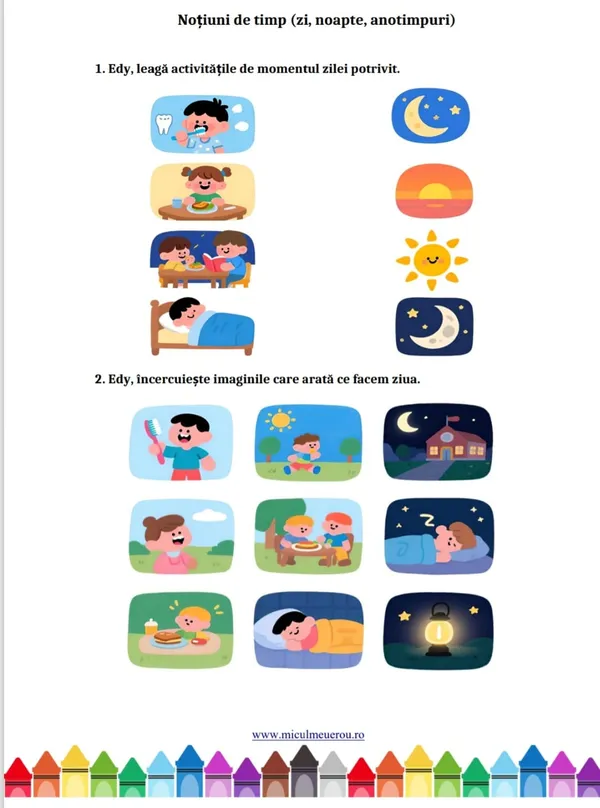 Noțiuni de timp (zi, noapte, anotimpuri)
1. Edy, leagă activitățile de momentul zilei potrivit.
2. Edy, încercuiește imaginile care arată ce facem ziua.
Z
www.miculmeuerou.ro